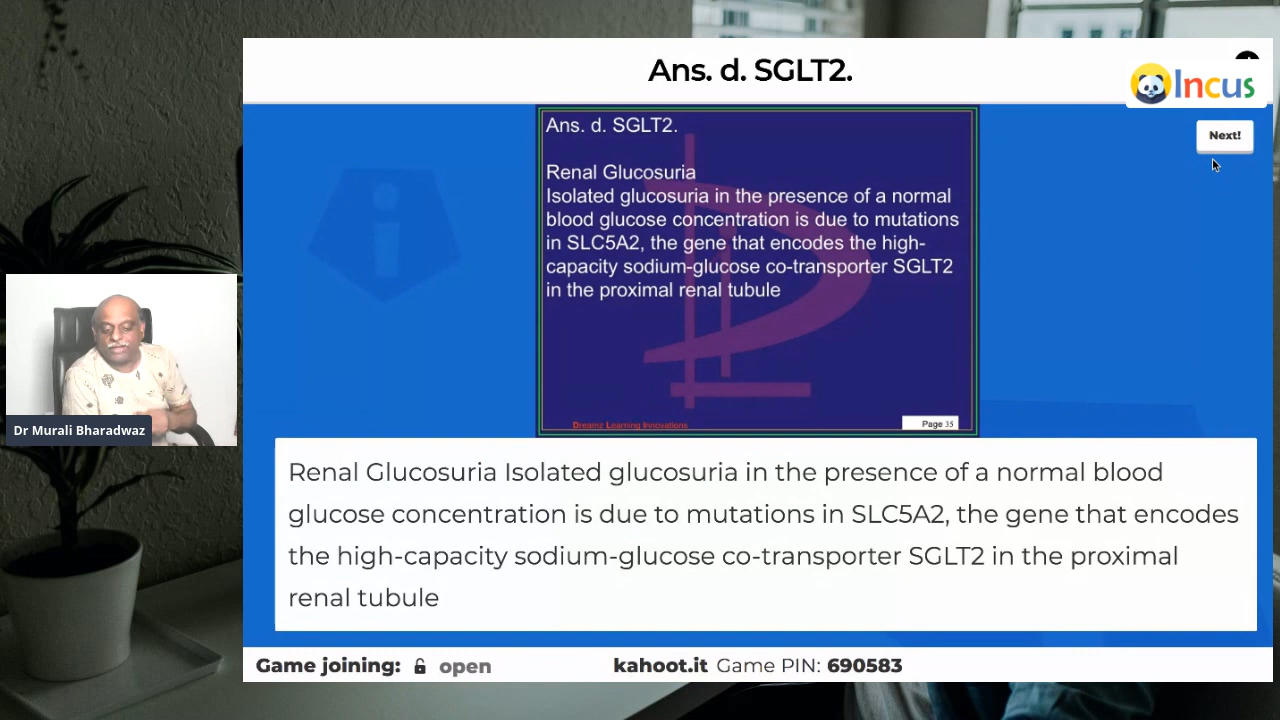 Ans. d. SGLT2.
Incus
Next!
Ans. d. SGLT2.
Renal Glucosuria
Isolated glucosuria in the presence of a normal
blood glucose concentration is due to mutations
in SLC5A2, the gene that encodes the high-
capacity sodium-glucose co-transporter SGLT2
in the proximal renal tubule
Dreamz Learning Innovations
Page 35
Dr Murali Bharadwaz
Renal Glucosuria Isolated glucosuria in the presence of a normal blood
glucose concentration is due to mutations in SLC5A2, the gene that encodes
the high-capacity sodium-glucose co-transporter SGLT2 in the proximal
renal tubule
Game joining: open
kahoot.it Game PIN: 690583